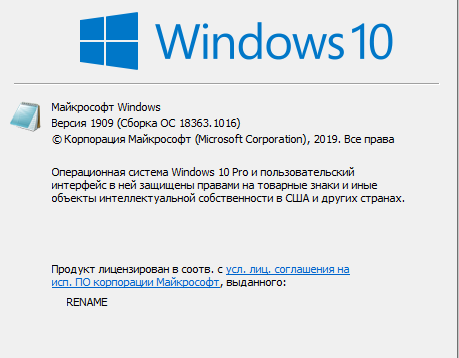 Windows 10
Майкрософт Windows
Версия 1909 (Сборка ОС 18363.1016)
© Корпорация Майкрософт (Microsoft Corporation), 2019. Все права
Операционная система Windows 10 Pro и пользовательский
интерфейс в ней защищены правами на товарные знаки и иные
объекты интеллектуальной собственности в США и других странах.
Продукт лицензирован в соотв. с усл. лиц. соглашения на
исп. ПО корпорации Майкрософт, выданного:
RENAME